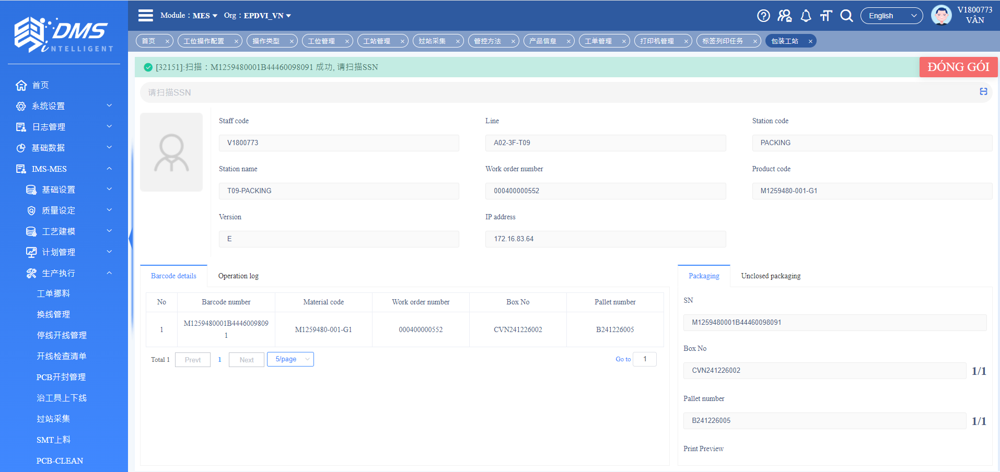 DMS
iNTELLIGENT
首页
系统设置
日志管理
基础数据
IMS-MES
基础设置
质量设定
工艺建模
计划管理
生产执行
工单挪料
换线管理
停线开线管理
开线检查清单
PCB开封管理
治工具上下线
过站采集
SMT上料
PCB-CLEAN
Module：MES Org：EPDVI_VN
English
V1800773
VÂN
首页 × 工位操作配置 × 操作类型 × 工位管理 × 工站管理 × 过站采集 × 管控方法 × 产品信息 × 工单管理 × 打印机管理 × 标签列印任务 × 包装工站 ×
[32151]:扫描：M1259480001B44460098091 成功, 请扫描SSN
ĐÓNG GÓI
请扫描SSN
Staff code Line Station code
V1800773 A02-3F-T09 PACKING
Station name Work order number Product code
T09-PACKING 000400000552 M1259480-001-G1
Version IP address
E 172.16.83.64
Barcode details Operation log
No Barcode number Material code Work order number Box No Pallet number
1 M1259480001B4446009809
1 M1259480-001-G1 000400000552 CVN241226002 B241226005
Total 1 Prevt 1 Next 5/page Go to 1
Packaging Unclosed packaging
SN
M1259480001B44460098091
Box No
CVN241226002 1/1
Pallet number
B241226005 1/1
Print Preview